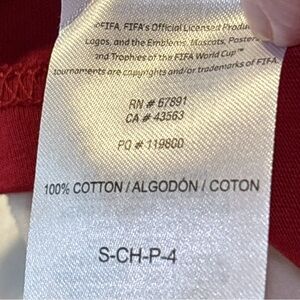 ©FIFA, FIFA's Official Licensed Product
Logos, and the Emblems, Mascots, Posters
and Trophies of the FIFA World Cup™
tournaments are copyrights and/or trademarks of FIFA.
RN # 67891
CA # 43563
PO # 119800
100% COTTON / ALGODÓN / COTON
S-CH-P-4